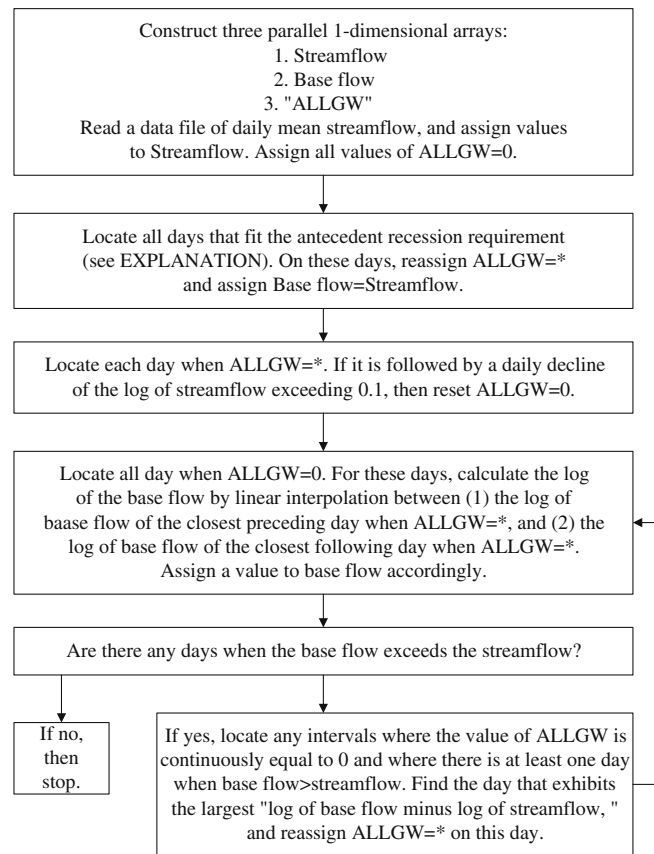 Construct three parallel 1-dimensional arrays:
1. Streamflow
2. Base flow
3. "ALLGW"
Read a data file of daily mean streamflow, and assign values
to Streamflow. Assign all values of ALLGW=0.
Locate all days that fit the antecedent recession requirement
(see EXPLANATION). On these days, reassign ALLGW=*
and assign Base flow=Streamflow.
Locate each day when ALLGW=*. If it is followed by a daily decline
of the log of streamflow exceeding 0.1, then reset ALLGW=0.
Locate all day when ALLGW=0. For these days, calculate the log
of the base flow by linear interpolation between (1) the log of
baase flow of the closest preceding day when ALLGW=*, and (2) the
log of base flow of the closest following day when ALLGW=*.
Assign a value to base flow accordingly.
Are there any days when the base flow exceeds the streamflow?
If no,
then
stop.
If yes, locate any intervals where the value of ALLGW is
continuously equal to 0 and where there is at least one day
when base flow>streamflow. Find the day that exhibits
the largest "log of base flow minus log of streamflow, "
and reassign ALLGW=* on this day.